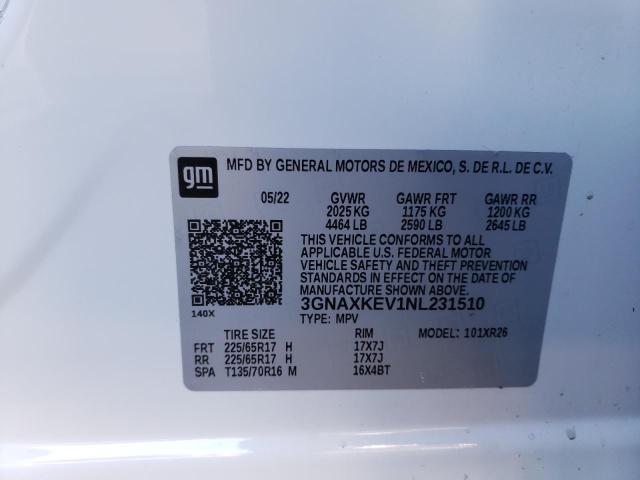 gm
MFD BY GENERAL MOTORS DE MEXICO, S. DE R.L. DE C.V.
05/22 GVWR GAWR FRT GAWR RR
2025 KG 1175 KG 1200 KG
4464 LB 2590 LB 2645 LB
THIS VEHICLE CONFORMS TO ALL
APPLICABLE U.S. FEDERAL MOTOR
VEHICLE SAFETY AND THEFT PREVENTION
STANDARDS IN EFFECT ON THE DATE OF
MANUFACTURE SHOWN ABOVE.
3GNAXKEV1NL231510
140X TYPE: MPV
TIRE SIZE RIM MODEL: 101XR26
FRT 225/65R17 H 17X7J
RR 225/65R17 H 17X7J
SPA T135/70R16 M 16X4BT